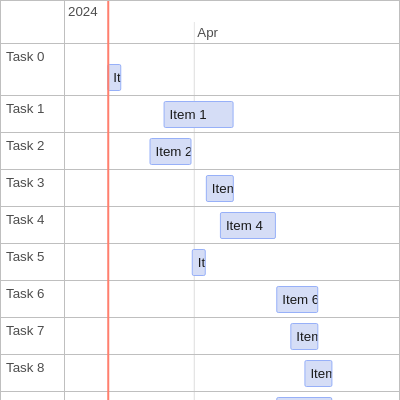 2024
Apr
Task 0
It
Task 1
Item 1
Task 2
Item 2
Task 3
Item
Task 4
Item 4
Task 5
It
Task 6
Item 6
Task 7
Item
Task 8
Item